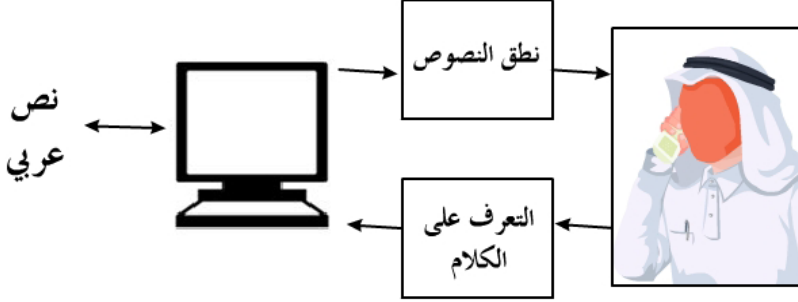 نطق النصوص
نص
عربي
التعرف على
الكلام